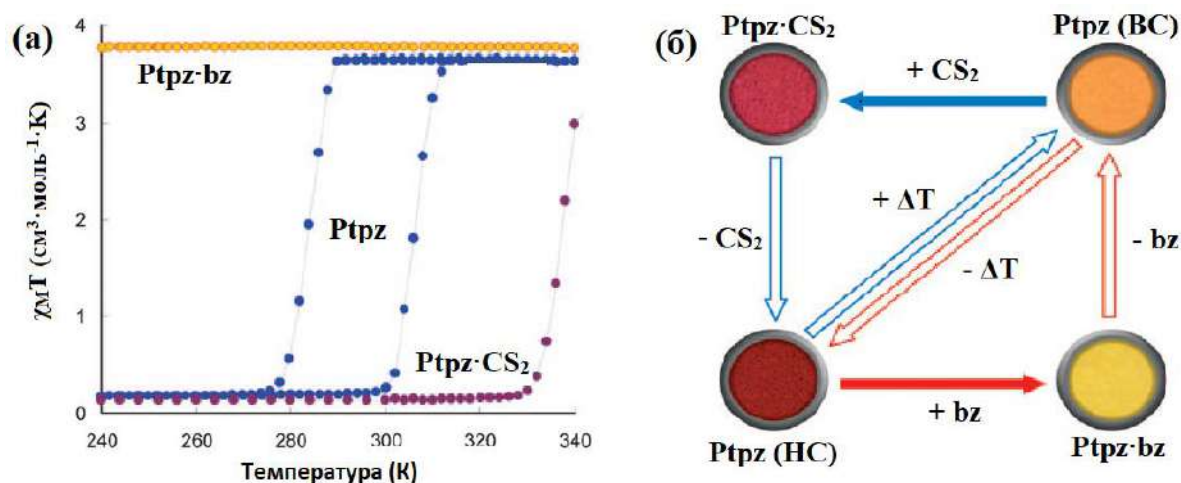 (а)
χMT (см³·моль⁻¹·К)
4
3
2
1
0
240
260
280
300
320
340
Температура (К)
Ptpz·bz
Ptpz
Ptpz·CS₂
(б)
Ptpz·CS₂
Ptpz (ВС)
+ CS₂
- CS₂
+ ΔT
- ΔT
- bz
+ bz
Ptpz (НС)
Ptpz·bz